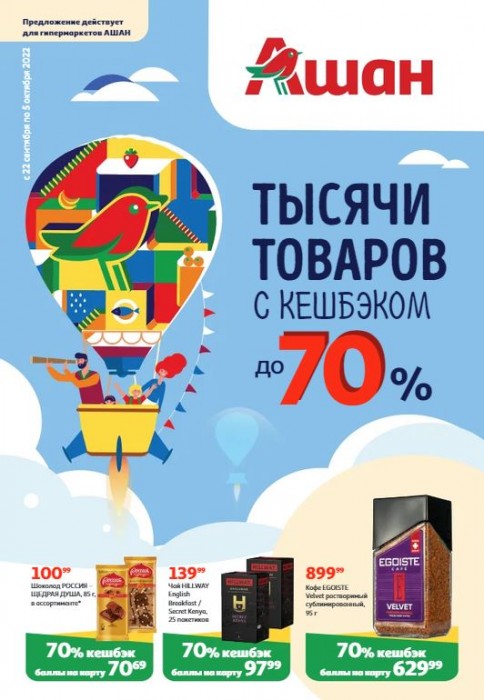 Предложение действует
для гипермаркетов АШАН
с 22 сентября по 5 октября 2022
Ашан
ТЫСЯЧИ
ТОВАРОВ
С КЕШБЭКОМ
до 70%
100⁹⁹
Шоколад РОССИЯ –
ЩЕДРАЯ ДУША, 85 г,
в ассортименте*
70% кешбэк
баллы на карту 70⁶⁹
139⁹⁹
Чай HILLWAY
English
Breakfast /
Secret Kenya,
25 пакетиков
HILLWAY
HILLWAY
70% кешбэк
баллы на карту 97⁹⁹
899⁹⁹
Кофе EGOISTE
Velvet растворимый
сублимированный,
95 г
EGOISTE
CAFÉ
VELVET
70% кешбэк
баллы на карту 629⁹⁹